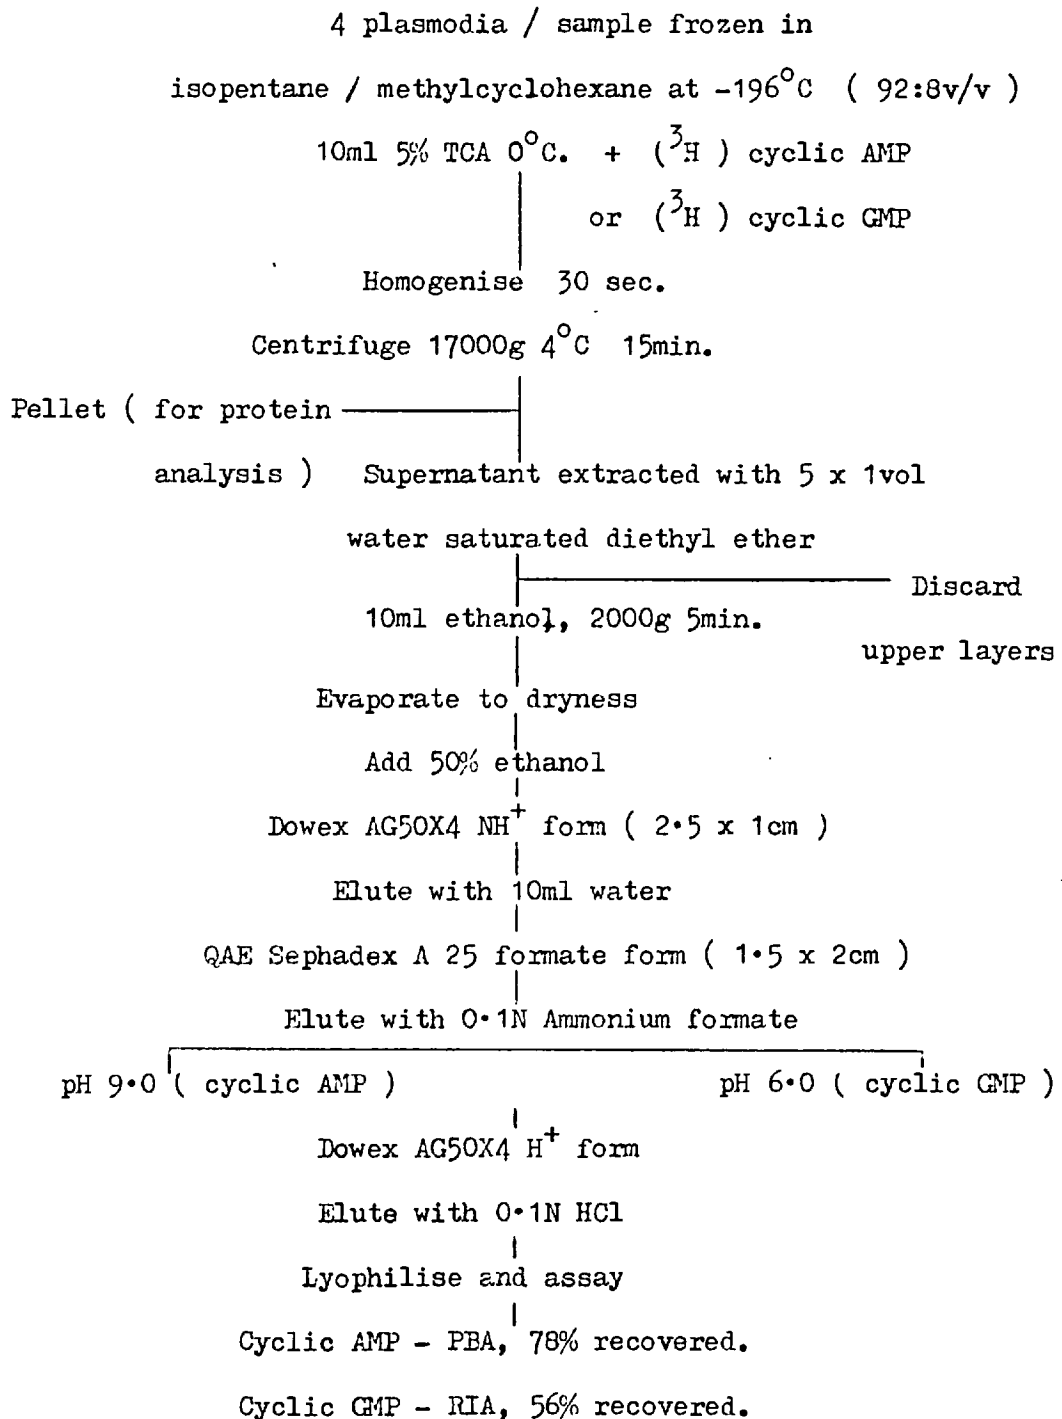 4 plasmodia / sample frozen in
isopentane / methylcyclohexane at -196°C ( 92:8v/v )
10ml 5% TCA 0°C. + (³H ) cyclic AMP
or (³H ) cyclic GMP
Homogenise 30 sec.
Centrifuge 17000g 4°C 15min.
Pellet ( for protein
analysis ) Supernatant extracted with 5 x 1vol
water saturated diethyl ether
Discard
10ml ethanol, 2000g 5min.
upper layers
Evaporate to dryness
Add 50% ethanol
Dowex AG50X4 NH⁺ form ( 2·5 x 1cm )
Elute with 10ml water
QAE Sephadex A 25 formate form ( 1·5 x 2cm )
Elute with 0·1N Ammonium formate
pH 9·0 ( cyclic AMP ) pH 6·0 ( cyclic GMP )
Dowex AG50X4 H⁺ form
Elute with 0·1N HCl
Lyophilise and assay
Cyclic AMP - PBA, 78% recovered.
Cyclic GMP - RIA, 56% recovered.